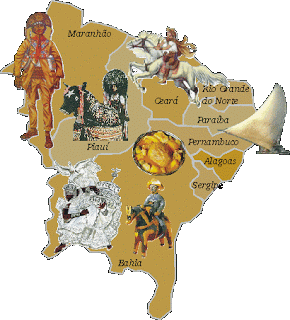 Maranhão
Rio Grande
do Norte
Ceará
Paraíba
Pernambuco
Piauí
Alagoas
Sergipe
Bahia